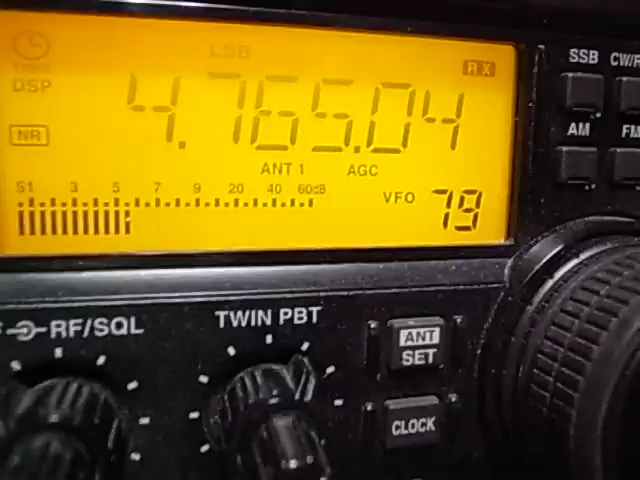 LSB
RX
DSP
4.765.04
NR
ANT 1 AGC
S1 3 5 7 9 20 40 60dB
VFO 79
SSB CW/R
AM FM
RF/SQL
TWIN PBT
ANT
SET
CLOCK